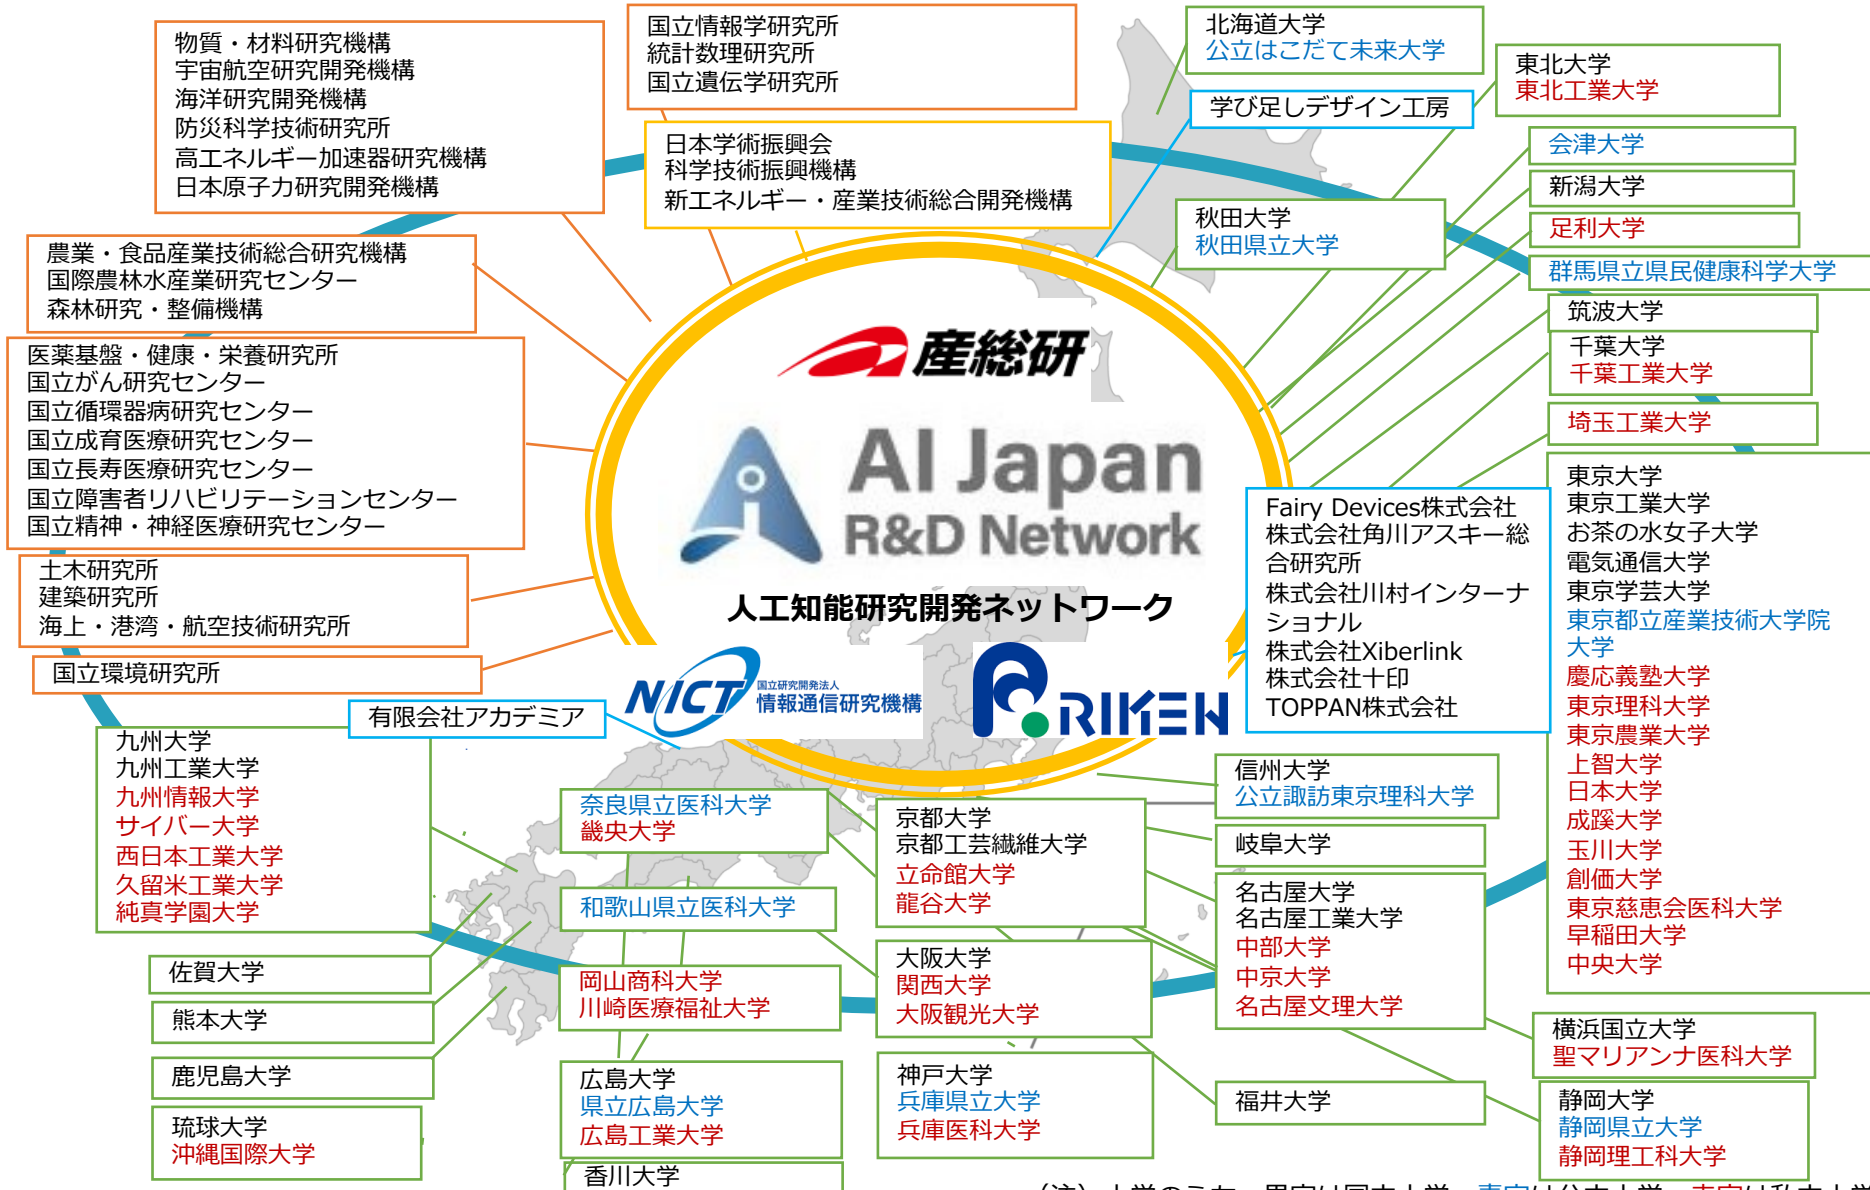 物質・材料研究機構
宇宙航空研究開発機構
海洋研究開発機構
防災科学技術研究所
高エネルギー加速器研究機構
日本原子力研究開発機構
国立情報学研究所
統計数理研究所
国立遺伝学研究所
日本学術振興会
科学技術振興機構
新エネルギー・産業技術総合開発機構
北海道大学
公立はこだて未来大学
学び足しデザイン工房
東北大学
東北工業大学
会津大学
新潟大学
足利大学
群馬県立県民健康科学大学
秋田大学
秋田県立大学
筑波大学
千葉大学
千葉工業大学
埼玉工業大学
農業・食品産業技術総合研究機構
国際農林水産業研究センター
森林研究・整備機構
医薬基盤・健康・栄養研究所
国立がん研究センター
国立循環器病研究センター
国立成育医療研究センター
国立長寿医療研究センター
国立障害者リハビリテーションセンター
国立精神・神経医療研究センター
土木研究所
建築研究所
海上・港湾・航空技術研究所
国立環境研究所
産総研
AI Japan
R&D Network
人工知能研究開発ネットワーク
NICT
国立研究開発法人
情報通信研究機構
RIKEN
Fairy Devices株式会社
株式会社角川アスキー総
合研究所
株式会社川村インターナ
ショナル
株式会社Xiberlink
株式会社十印
TOPPAN株式会社
東京大学
東京工業大学
お茶の水女子大学
電気通信大学
東京学芸大学
東京都立産業技術大学院
大学
慶応義塾大学
東京理科大学
東京農業大学
上智大学
日本大学
成蹊大学
玉川大学
創価大学
東京慈恵会医科大学
早稲田大学
中央大学
有限会社アカデミア
九州大学
九州工業大学
九州情報大学
サイバー大学
西日本工業大学
久留米工業大学
純真学園大学
佐賀大学
熊本大学
鹿児島大学
琉球大学
沖縄国際大学
奈良県立医科大学
畿央大学
和歌山県立医科大学
岡山商科大学
川崎医療福祉大学
広島大学
県立広島大学
広島工業大学
香川大学
京都大学
京都工芸繊維大学
立命館大学
龍谷大学
大阪大学
関西大学
大阪観光大学
神戸大学
兵庫県立大学
兵庫医科大学
信州大学
公立諏訪東京理科大学
岐阜大学
名古屋大学
名古屋工業大学
中部大学
中京大学
名古屋文理大学
福井大学
横浜国立大学
聖マリアンナ医科大学
静岡大学
静岡県立大学
静岡理工科大学